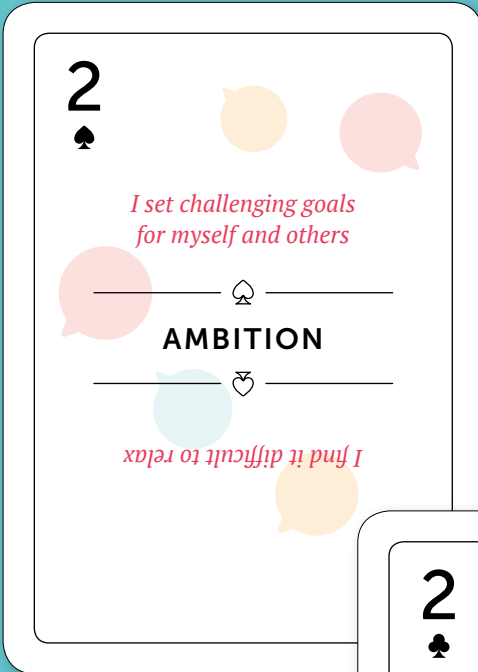 2
I set challenging goals
for myself and others
AMBITION
I find it difficult to relax
2